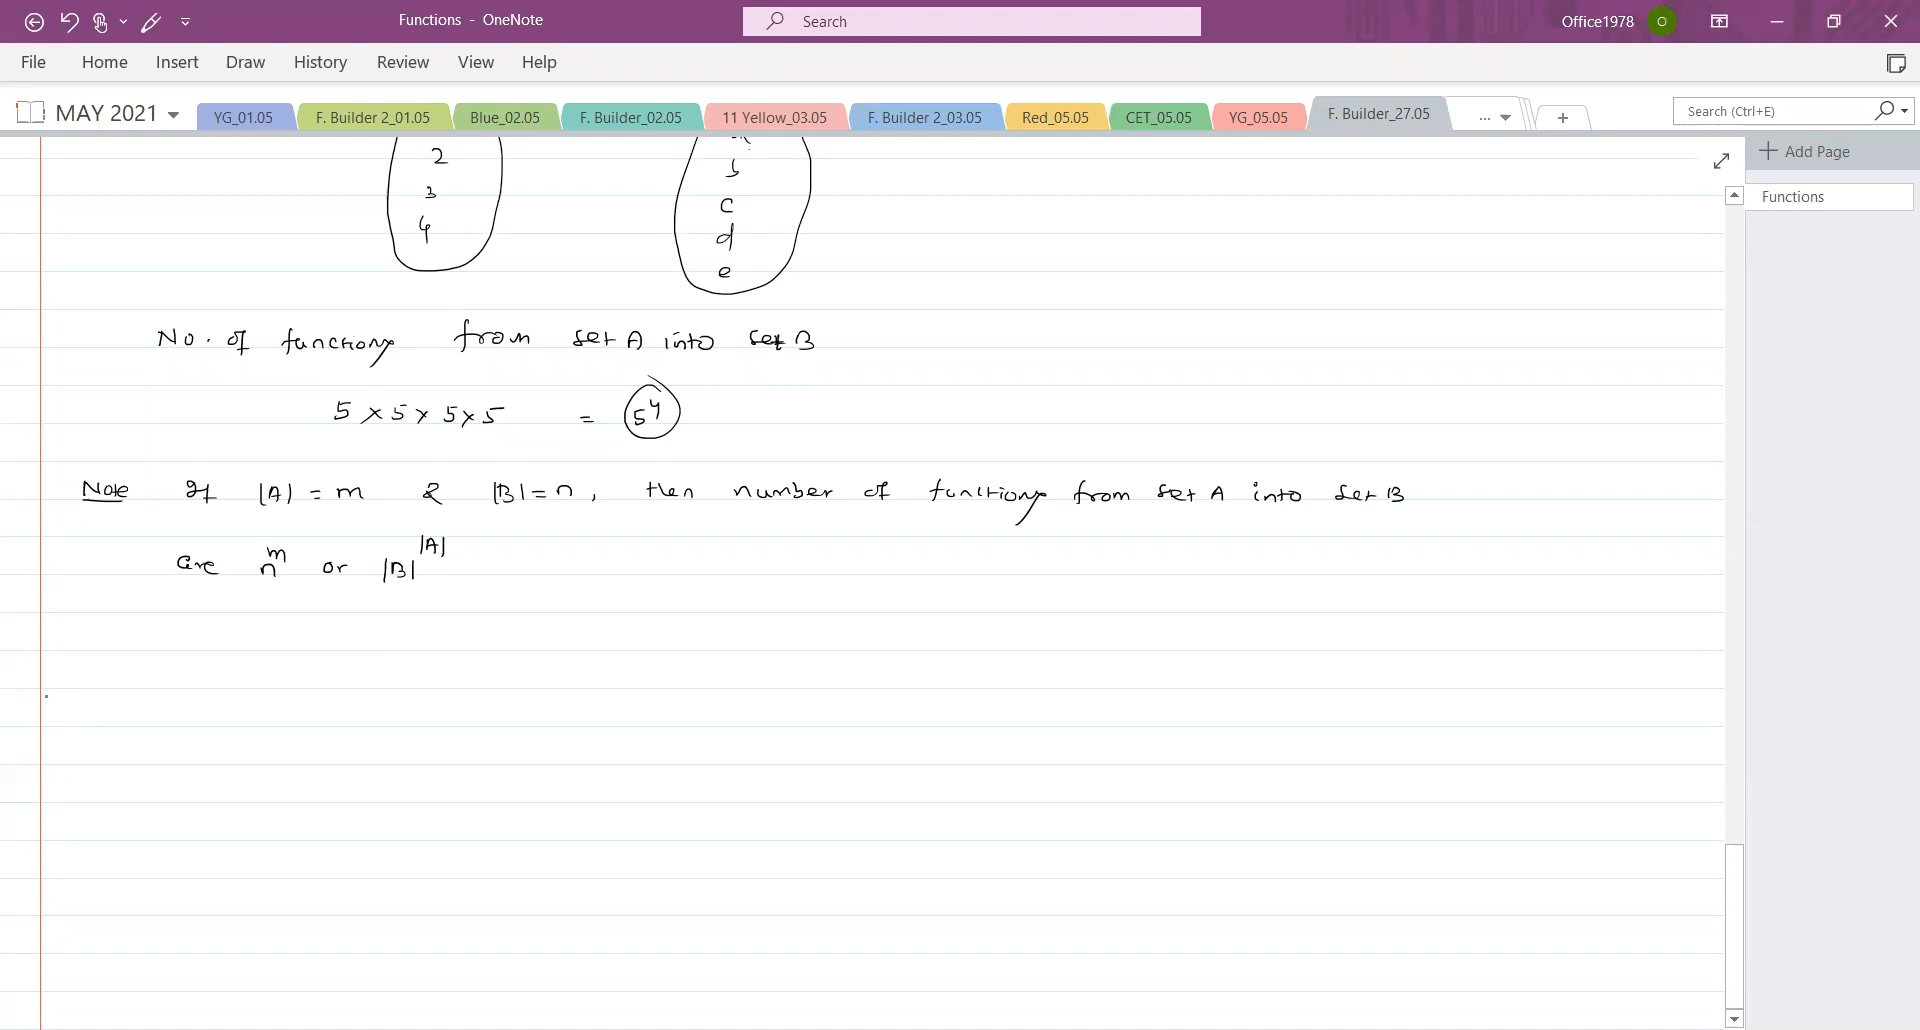 Functions - OneNote
Search
Office1978
O
File Home Insert Draw History Review View Help
MAY 2021
YG_01.05 F. Builder 2_01.05 Blue_02.05 F. Builder_02.05 11 Yellow_03.05 F. Builder 2_03.05 Red_05.05 CET_05.05 YG_05.05 F. Builder_27.05 ... +
Search (Ctrl+E)
Add Page
Functions
2
3
4
b
c
d
e
No. of functions from set A into set B
5 × 5 × 5 × 5 = 5⁴
Note If |A| = m & |B| = n, then number of functions from set A into set B
are n^m or |B|^|A|